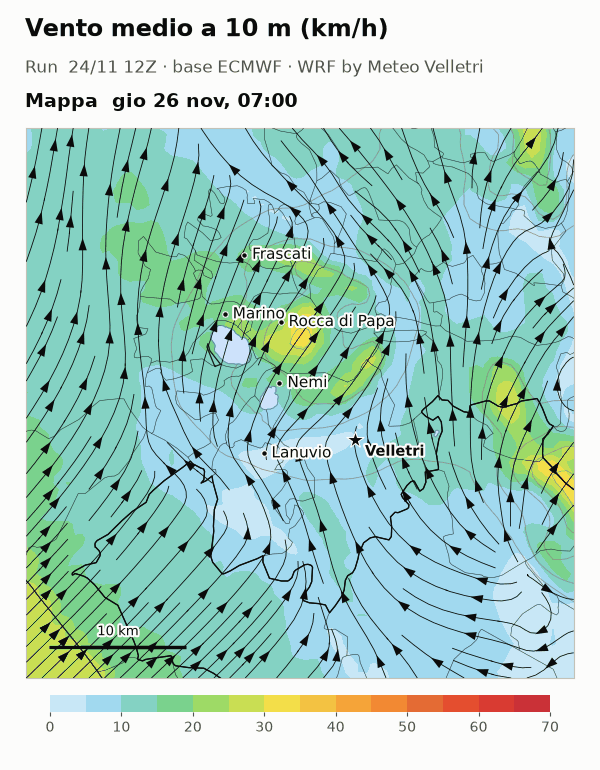 Vento medio a 10 m (km/h)
Run  24/11 12Z · base ECMWF · WRF by Meteo Velletri
Mappa  gio 26 nov, 07:00
Frascati
Marino
Rocca di Papa
Nemi
Velletri
Lanuvio
10 km
0 10 20 30 40 50 60 70